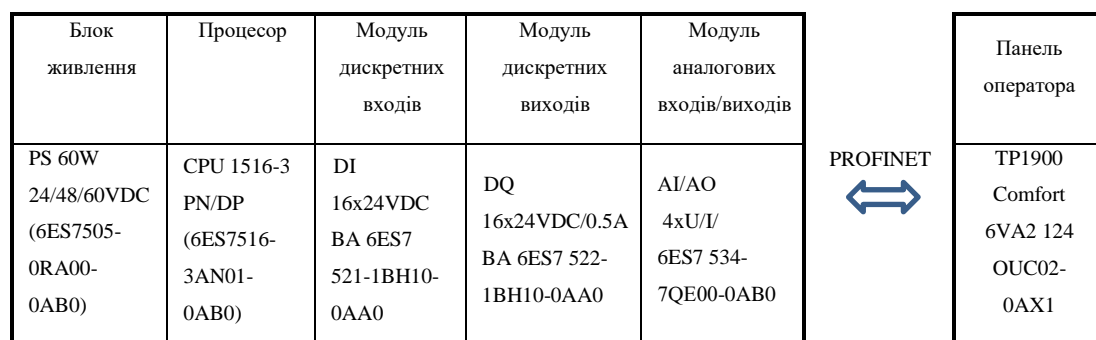 Блок
живлення
Процесор
Модуль
дискретних
входів
Модуль
дискретних
виходів
Модуль
аналогових
входів/виходів
Панель
оператора
PS 60W
24/48/60VDC
(6ES7505-
0RA00-
0AB0)
CPU 1516-3
PN/DP
(6ES7516-
3AN01-
0AB0)
DI
16x24VDC
BA 6ES7
521-1BH10-
0AA0
DQ
16x24VDC/0.5A
BA 6ES7 522-
1BH10-0AA0
AI/AO
4xU/I/
6ES7 534-
7QE00-0AB0
PROFINET
TP1900
Comfort
6VA2 124
OUC02-
0AX1